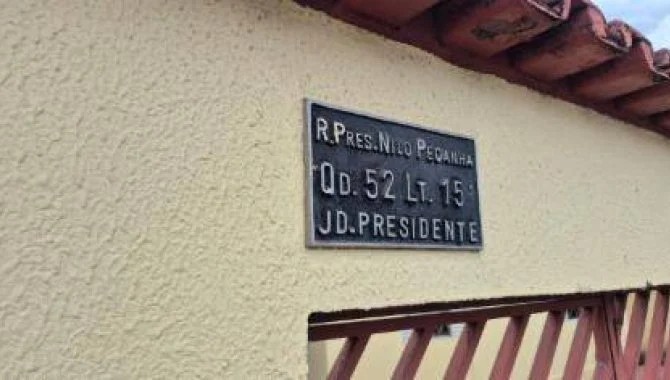 R.PRES.NILO PEÇANHA
QD. 52 LT. 15
JD.PRESIDENTE